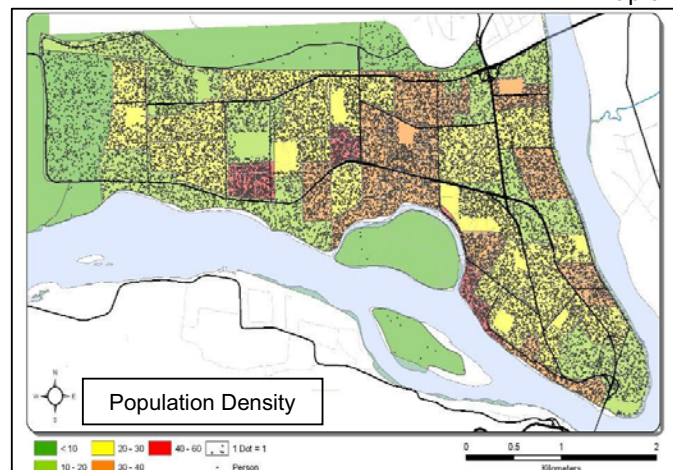 N
W E
S
Population Density
< 10 20 - 30 40 - 60 1 Dot = 1
10 - 20 30 - 40 Person
0 0.5 1 2
Kilometers